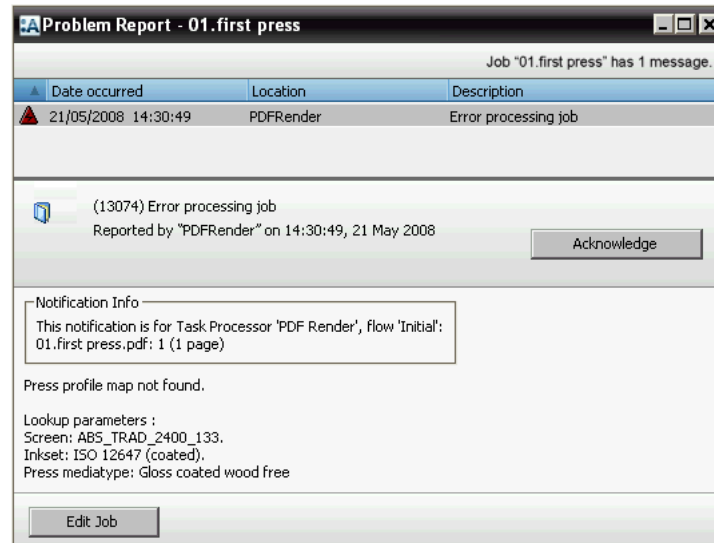 :A Problem Report - 01.first press
Job "01.first press" has 1 message.
Date occurred Location Description
21/05/2008 14:30:49 PDFRender Error processing job
(13074) Error processing job
Reported by "PDFRender" on 14:30:49, 21 May 2008
Acknowledge
Notification Info
This notification is for Task Processor 'PDF Render', flow 'Initial':
01.first press.pdf: 1 (1 page)
Press profile map not found.
Lookup parameters :
Screen: ABS_TRAD_2400_133.
Inkset: ISO 12647 (coated).
Press mediatype: Gloss coated wood free
Edit Job